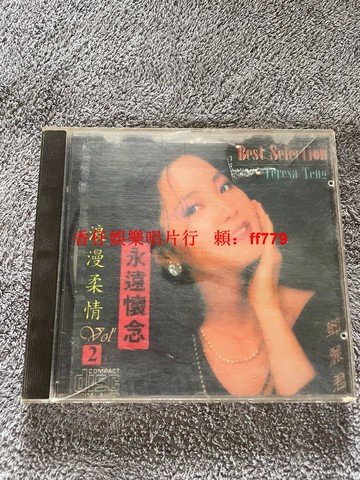 Best Selection
Teresa Teng
香仔娛樂唱片行 賴：ff779
浪漫柔情
Vol
2
永遠懷念
鄧麗君
COMPACT
disc